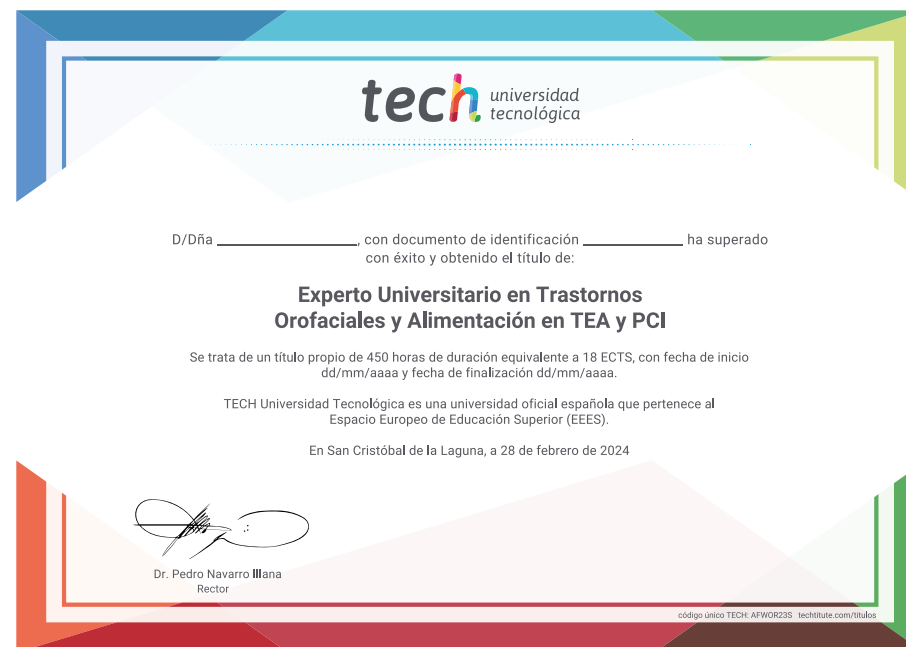 tech universidad
tecnológica
D/Dña ________________, con documento de identificación ____________ ha superado
con éxito y obtenido el título de:
Experto Universitario en Trastornos
Orofaciales y Alimentación en TEA y PCI
Se trata de un título propio de 450 horas de duración equivalente a 18 ECTS, con fecha de inicio
dd/mm/aaaa y fecha de finalización dd/mm/aaaa.
TECH Universidad Tecnológica es una universidad oficial española que pertenece al
Espacio Europeo de Educación Superior (EEES).
En San Cristóbal de la Laguna, a 28 de febrero de 2024
Dr. Pedro Navarro Illana
Rector
código único TECH: AFWOR23S techtitute.com/titulos